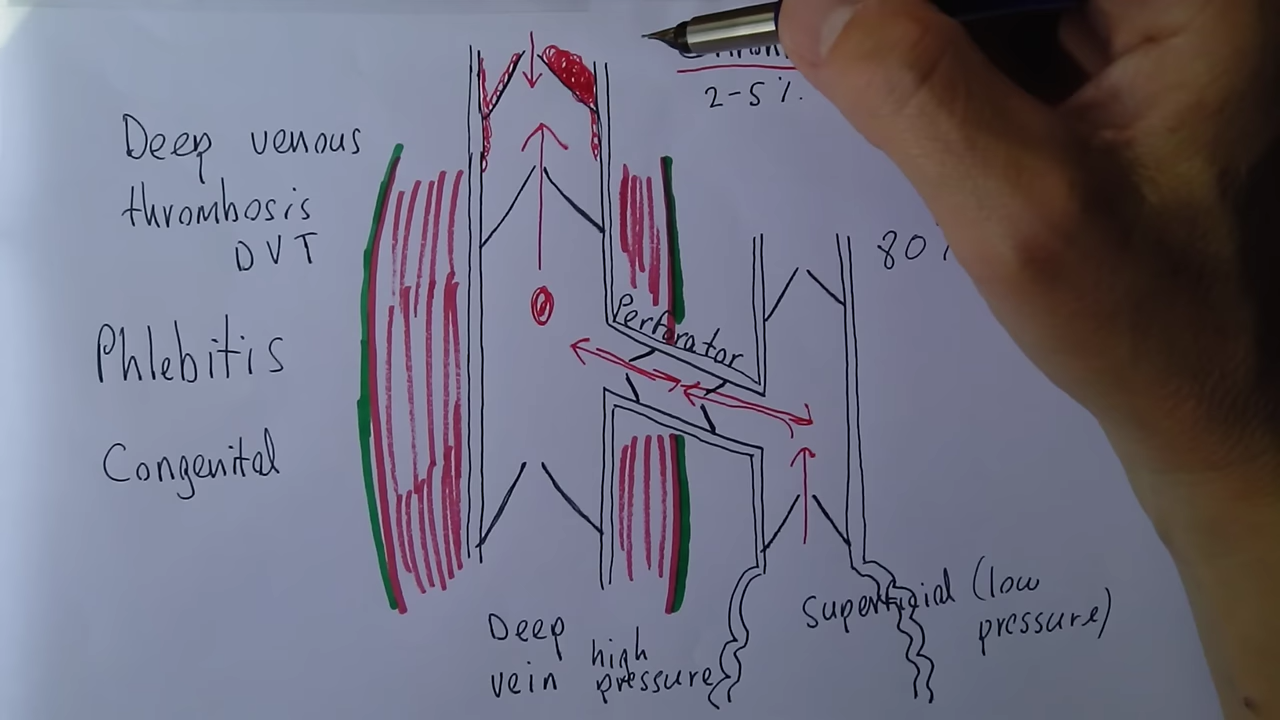 2-5 %.
Deep venous
thrombosis
DVT
80
Perforator
Phlebitis
Congenital
Superficial (low
pressure)
Deep
vein
high
pressure